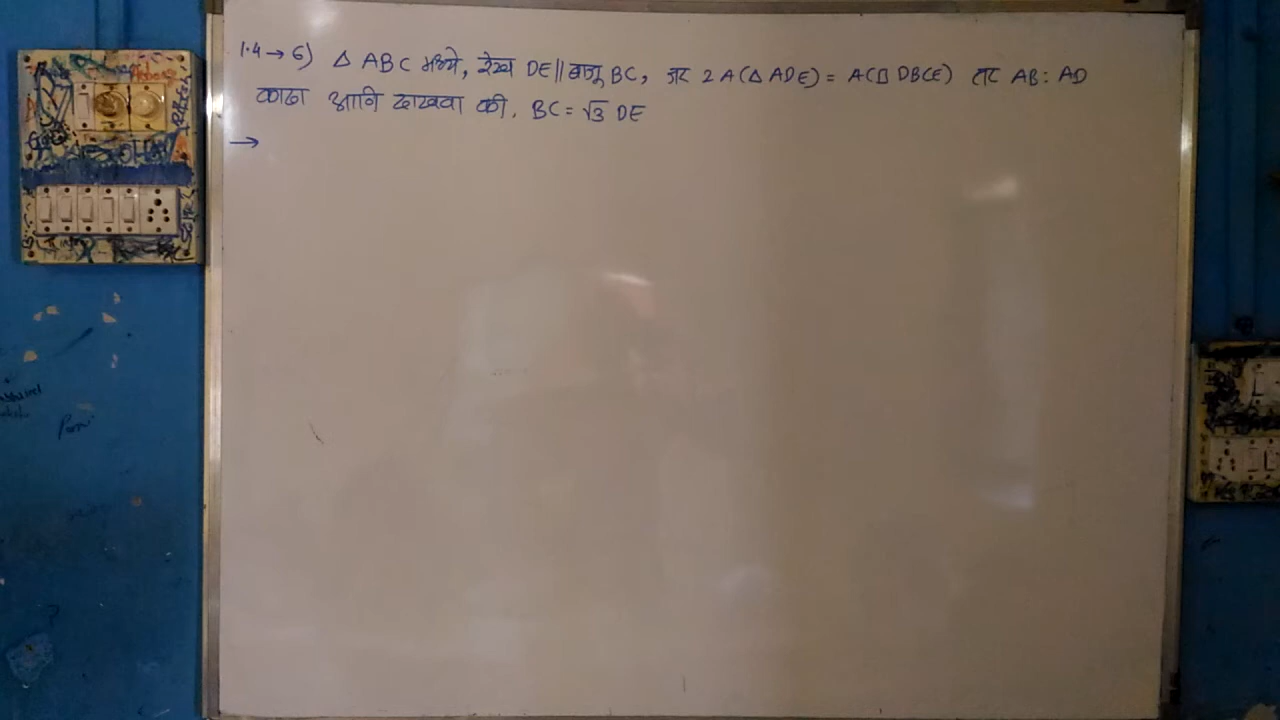 1.4 → 6) △ ABC मध्ये, रेख DE || बाजू BC, जर 2 A(△ ADE) = A(□ DBCE) तर AB : AD
काढा आणि दाखवा की, BC = √3 DE
→